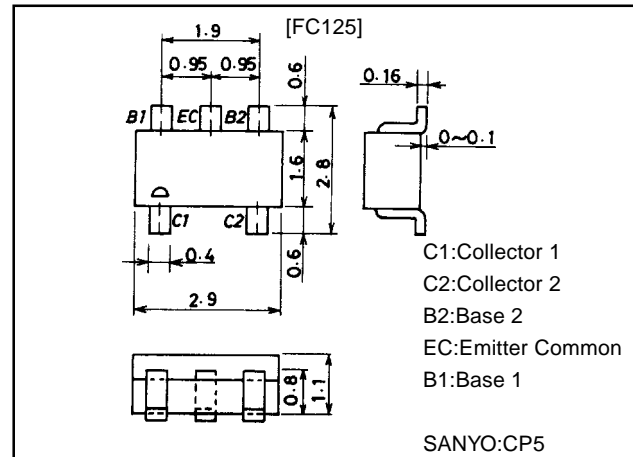 [FC125]
1.9
0.95 0.95
0.6
B1 EC B2
1.6
2.8
C1 C2
0.6
0.4
2.9
0.16
0~0.1
0.8
1.1
C1:Collector 1
C2:Collector 2
B2:Base 2
EC:Emitter Common
B1:Base 1
SANYO:CP5